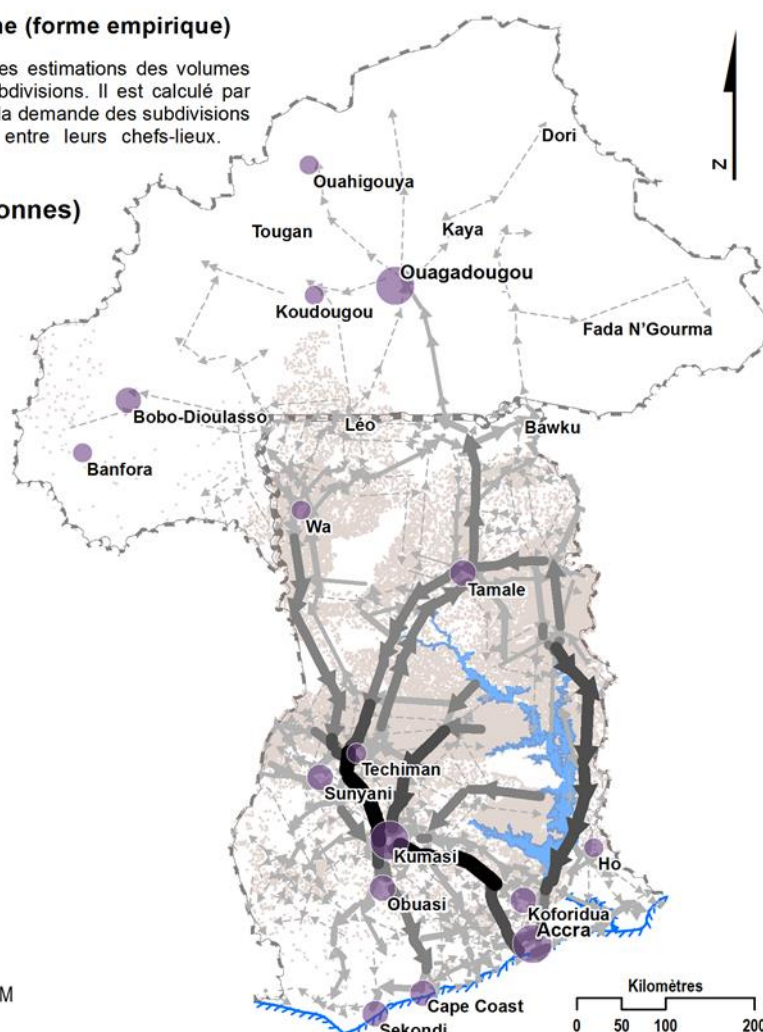 ne (forme empirique)
es estimations des volumes
bdivisions. Il est calculé par
la demande des subdivisions
entre leurs chefs-lieux.
onnes)
N
Dori
Ouahigouya
Tougan
Kaya
Ouagadougou
Koudougou
Fada N'Gourma
Bobo-Dioulasso
Léo
Bawku
Banfora
Wa
Tamale
Techiman
Sunyani
Kumasi
Ho
Obuasi
Koforidua
Accra
M
Cape Coast
Sekondi
Kilomètres
0 50 100 200